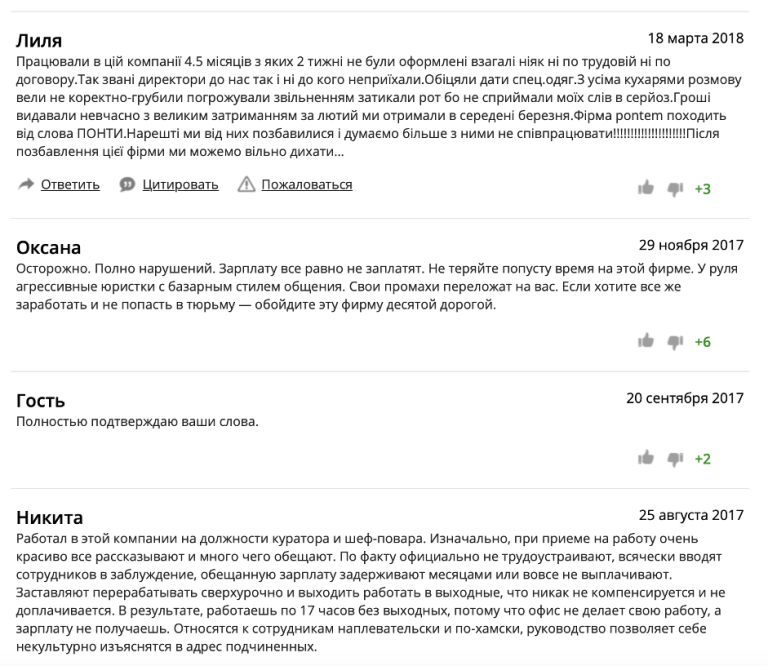 Лиля
18 марта 2018
Працювали в цій компанії 4.5 місяців з яких 2 тижні не були оформлені взагалі ніяк ні по трудовій ні по
договору.Так звані директори до нас так і ні до кого неприїхали.Обіцяли дати спец.одяг.З усіма кухарями розмову
вели не коректно-грубили погрожували звільненням затикали рот бо не сприймали моїх слів в серйоз.Гроші
видавали невчасно з великим затриманням за лютий ми отримали в середені березня.Фірма pontem походить
від слова ПОНТИ.Нарешті ми від них позбавилися і думаємо більше з ними не співпрацювати!!!!!!!!!!!!!!!!!!!!!Після
позбавлення цієї фірми ми можемо вільно дихати...
Ответить Цитировать Пожаловаться
+3
Оксана
29 ноября 2017
Осторожно. Полно нарушений. Зарплату все равно не заплатят. Не теряйте попусту время на этой фирме. У руля
агрессивные юристки с базарным стилем общения. Свои промахи переложат на вас. Если хотите все же
заработать и не попасть в тюрьму — обойдите эту фирму десятой дорогой.
+6
Гость
20 сентября 2017
Полностью подтверждаю ваши слова.
+2
Никита
25 августа 2017
Работал в этой компании на должности куратора и шеф-повара. Изначально, при приеме на работу очень
красиво все рассказывают и много чего обещают. По факту официально не трудоустраивают, всячески вводят
сотрудников в заблуждение, обещанную зарплату задерживают месяцами или вовсе не выплачивают.
Заставляют перерабатывать сверхурочно и выходить работать в выходные, что никак не компенсируется и не
доплачивается. В результате, работаешь по 17 часов без выходных, потому что офис не делает свою работу, а
зарплату не получаешь. Относятся к сотрудникам наплевательски и по-хамски, руководство позволяет себе
некультурно изъяснятся в адрес подчиненных.